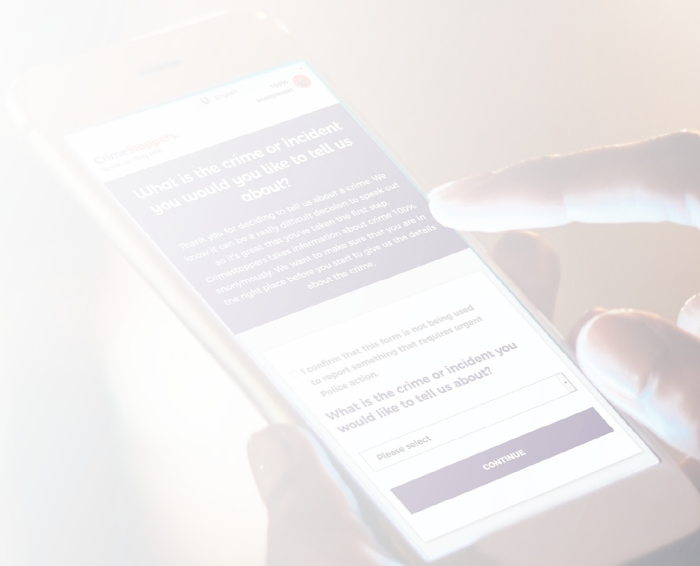 English
100%
anonymous
CrimeStoppers.
What is the crime or incident
you would you like to tell us
about?
Thank you for deciding to tell us about a crime. We
know it can be a really difficult decision to speak out
so it's great that you've taken the first step.
Crimestoppers takes information about crime 100%
anonymously. We want to make sure that you are in
the right place before you start to give us the details
about the crime.
I confirm that this form is not being used
to report something that requires urgent
Police action.
What is the crime or incident you
would like to tell us about?
Please select
CONTINUE